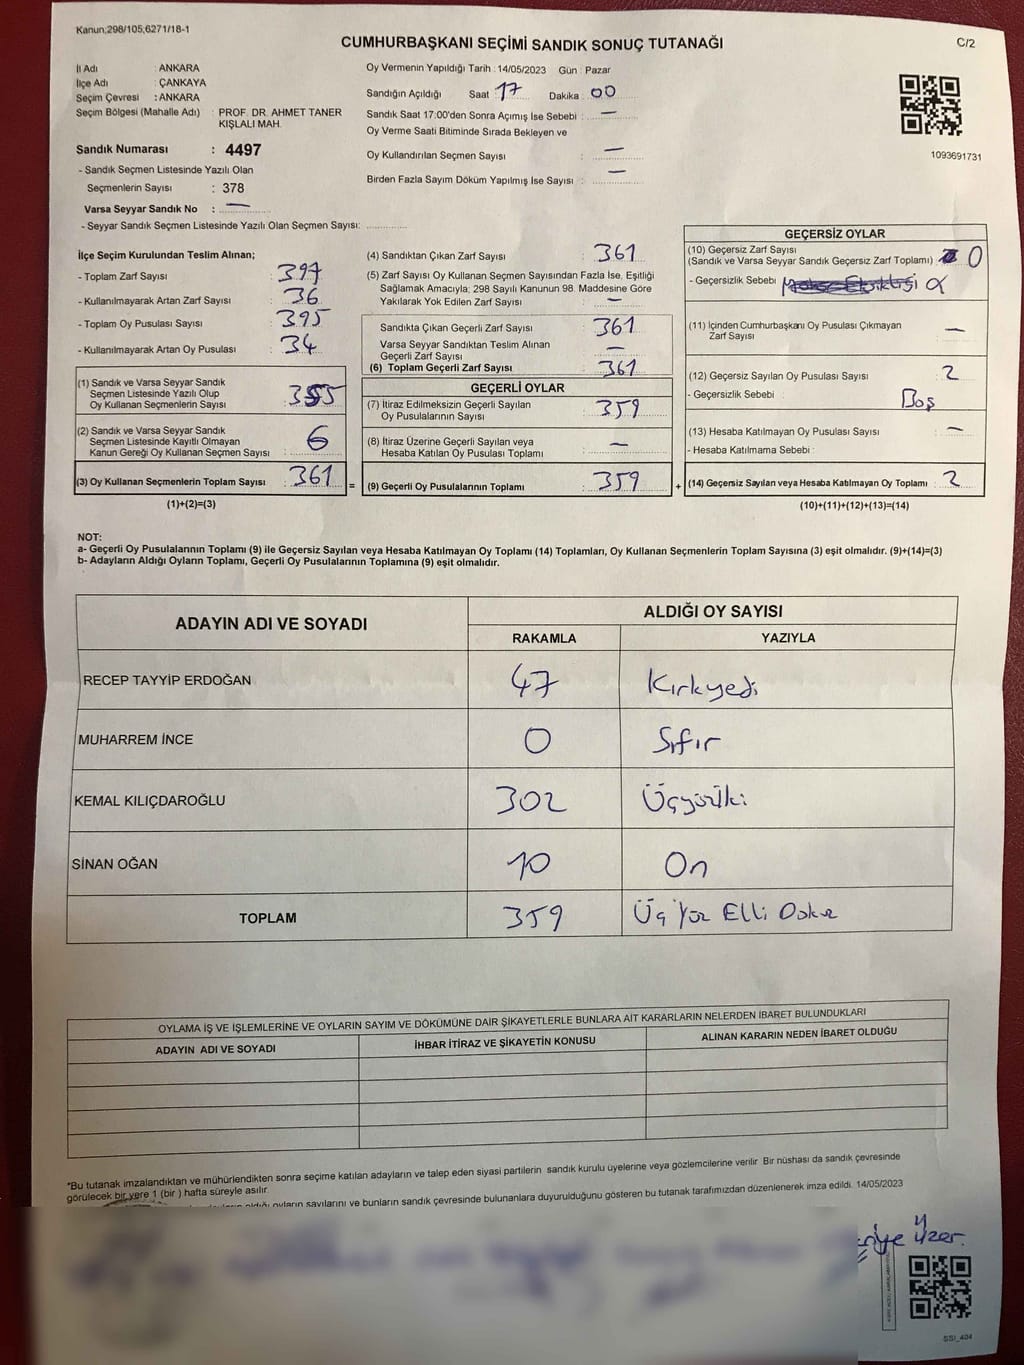 Kanun;298/105;6271/18-1
C/2
CUMHURBAŞKANI SEÇİMİ SANDIK SONUÇ TUTANAĞI
İl Adı : ANKARA
İlçe Adı : ÇANKAYA
Seçim Çevresi : ANKARA
Seçim Bölgesi (Mahalle Adı) : PROF. DR. AHMET TANER
KIŞLALI MAH.
Sandık Numarası : 4497
- Sandık Seçmen Listesinde Yazılı Olan
Seçmenlerin Sayısı : 378
Varsa Seyyar Sandık No : —
- Seyyar Sandık Seçmen Listesinde Yazılı Olan Seçmen Sayısı:
Oy Vermenin Yapıldığı Tarih : 14/05/2023 Gün : Pazar
Sandığın Açıldığı Saat : 17 Dakika : 00
Sandık Saat 17:00'den Sonra Açımış İse Sebebi : —
Oy Verme Saati Bitiminde Sırada Bekleyen ve
Oy Kullandırılan Seçmen Sayısı : —
Birden Fazla Sayım Döküm Yapılmış İse Sayısı : —
1093691731
İlçe Seçim Kurulundan Teslim Alınan;
- Toplam Zarf Sayısı : 397
- Kullanılmayarak Artan Zarf Sayısı : 36
- Toplam Oy Pusulası Sayısı : 395
- Kullanılmayarak Artan Oy Pusulası : 34
(1) Sandık ve Varsa Seyyar Sandık
Seçmen Listesinde Yazılı Olup
Oy Kullanan Seçmenlerin Sayısı : 355
(2) Sandık ve Varsa Seyyar Sandık
Seçmen Listesinde Kayıtlı Olmayan
Kanun Gereği Oy Kullanan Seçmen Sayısı : 6
(3) Oy Kullanan Seçmenlerin Toplam Sayısı : 361
(1)+(2)=(3)
(4) Sandıktan Çıkan Zarf Sayısı : 361
(5) Zarf Sayısı Oy Kullanan Seçmen Sayısından Fazla İse, Eşitliği
Sağlamak Amacıyla; 298 Sayılı Kanunun 98. Maddesine Göre
Yakılarak Yok Edilen Zarf Sayısı : —
Sandıkta Çıkan Geçerli Zarf Sayısı : 361
Varsa Seyyar Sandıktan Teslim Alınan
Geçerli Zarf Sayısı : —
(6) Toplam Geçerli Zarf Sayısı : 361
GEÇERLİ OYLAR
(7) İtiraz Edilmeksizin Geçerli Sayılan
Oy Pusulalarının Sayısı : 359
(8) İtiraz Üzerine Geçerli Sayılan veya
Hesaba Katılan Oy Pusulası Toplamı : —
= (9) Geçerli Oy Pusulalarının Toplamı : 359
GEÇERSİZ OYLAR
(10) Geçersiz Zarf Sayısı
(Sandık ve Varsa Seyyar Sandık Geçersiz Zarf Toplamı) : 0
- Geçersizlik Sebebi :
(11) İçinden Cumhurbaşkanı Oy Pusulası Çıkmayan
Zarf Sayısı : —
(12) Geçersiz Sayılan Oy Pusulası Sayısı : 2
- Geçersizlik Sebebi : Boş
(13) Hesaba Katılmayan Oy Pusulası Sayısı : —
- Hesaba Katılmama Sebebi :
+ (14) Geçersiz Sayılan veya Hesaba Katılmayan Oy Toplamı : 2
(10)+(11)+(12)+(13)=(14)
NOT:
a- Geçerli Oy Pusulalarının Toplamı (9) ile Geçersiz Sayılan veya Hesaba Katılmayan Oy Toplamı (14) Toplamları, Oy Kullanan Seçmenlerin Toplam Sayısına (3) eşit olmalıdır. (9)+(14)=(3)
b- Adayların Aldığı Oyların Toplamı, Geçerli Oy Pusulalarının Toplamına (9) eşit olmalıdır.
ADAYIN ADI VE SOYADI ALDIĞI OY SAYISI
RAKAMLA YAZIYLA
RECEP TAYYİP ERDOĞAN 47 Kırkyedi
MUHARREM İNCE 0 Sıfır
KEMAL KILIÇDAROĞLU 302 Üçyüziki
SİNAN OĞAN 10 On
TOPLAM 359 Üç Yüz Elli Dokuz
OYLAMA İŞ VE İŞLEMLERİNE VE OYLARIN SAYIM VE DÖKÜMÜNE DAİR ŞİKAYETLERLE BUNLARA AİT KARARLARIN NELERDEN İBARET BULUNDUKLARI
ADAYIN ADI VE SOYADI İHBAR İTİRAZ VE ŞİKAYETİN KONUSU ALINAN KARARIN NEDEN İBARET OLDUĞU
*Bu tutanak imzalandıktan ve mühürlendikten sonra seçime katılan adayların ve talep eden siyasi partilerin sandık kurulu üyelerine veya gözlemcilerine verilir Bir nüshası da sandık çevresinde
görülecek bir yere 1 (bir ) hafta süreyle asılır.
aldığı oyların sayılarını ve bunların sandık çevresinde bulunanlara duyurulduğunu gösteren bu tutanak tarafımızdan düzenlenerek imza edildi. 14/05/2023
Üzer.
SSI_404